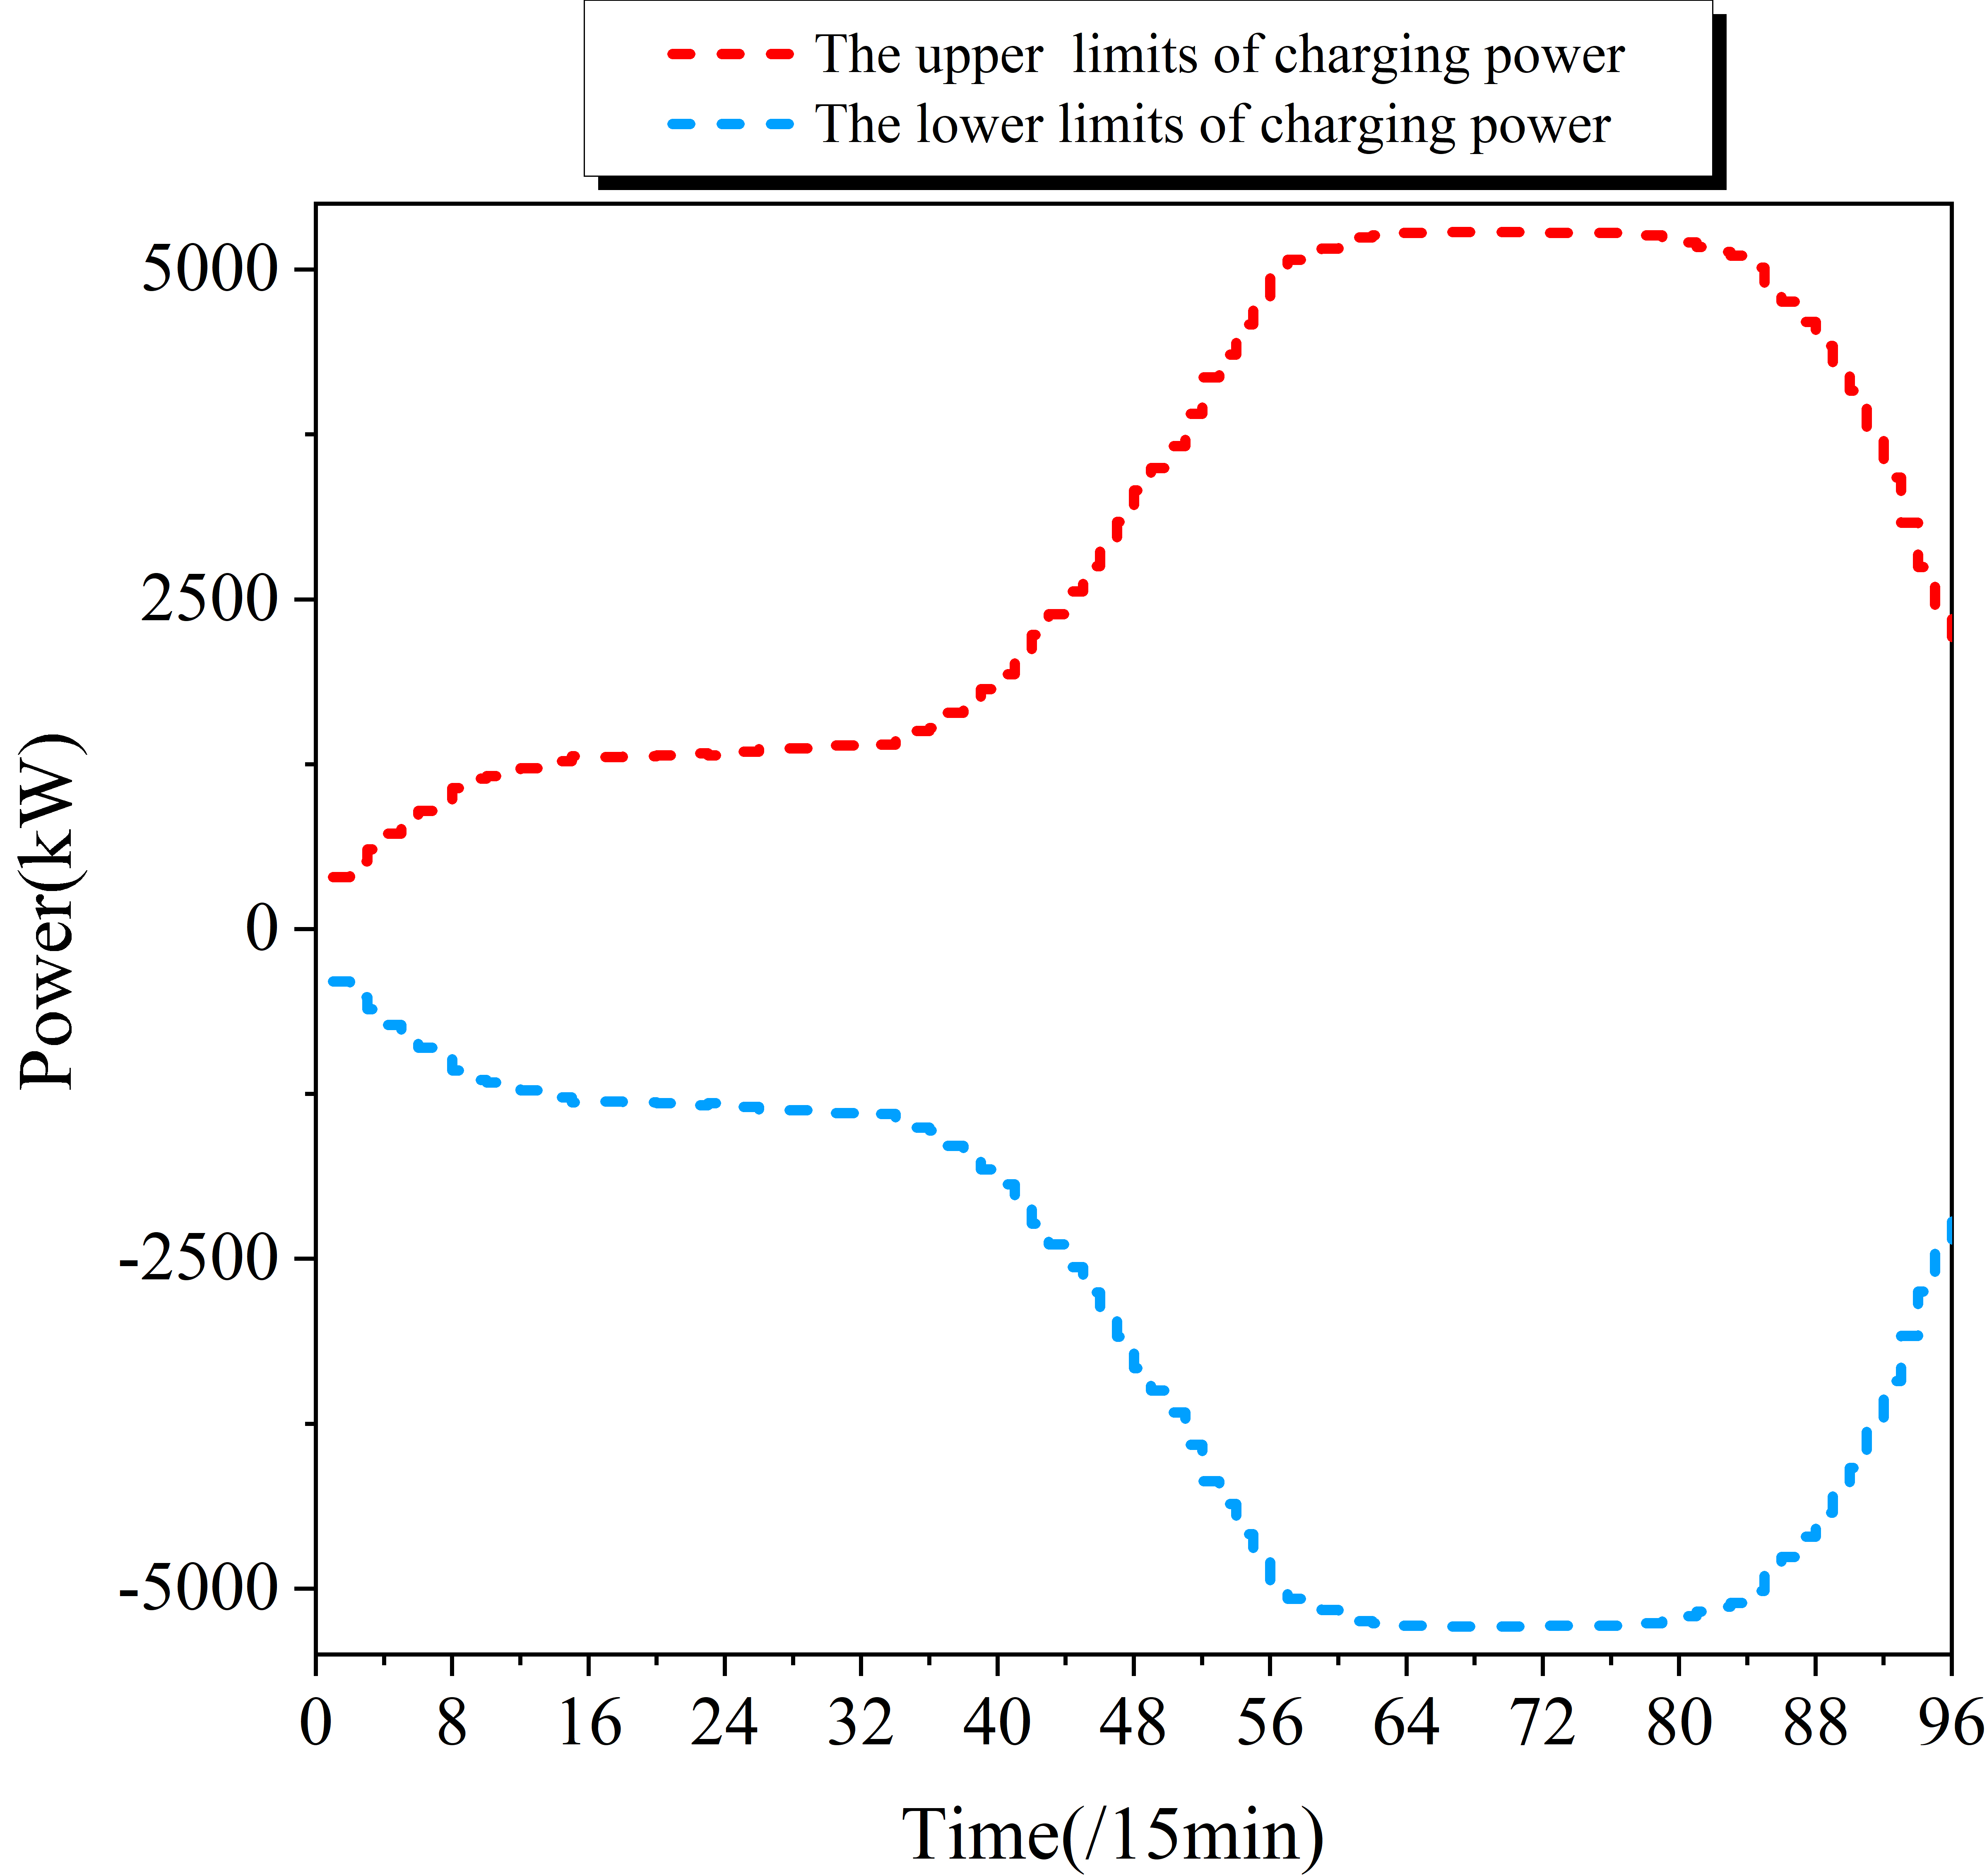 The upper limits of charging power
The lower limits of charging power
5000
2500
0
-2500
-5000
Power(kW)
0 8 16 24 32 40 48 56 64 72 80 88 96
Time(/15min)